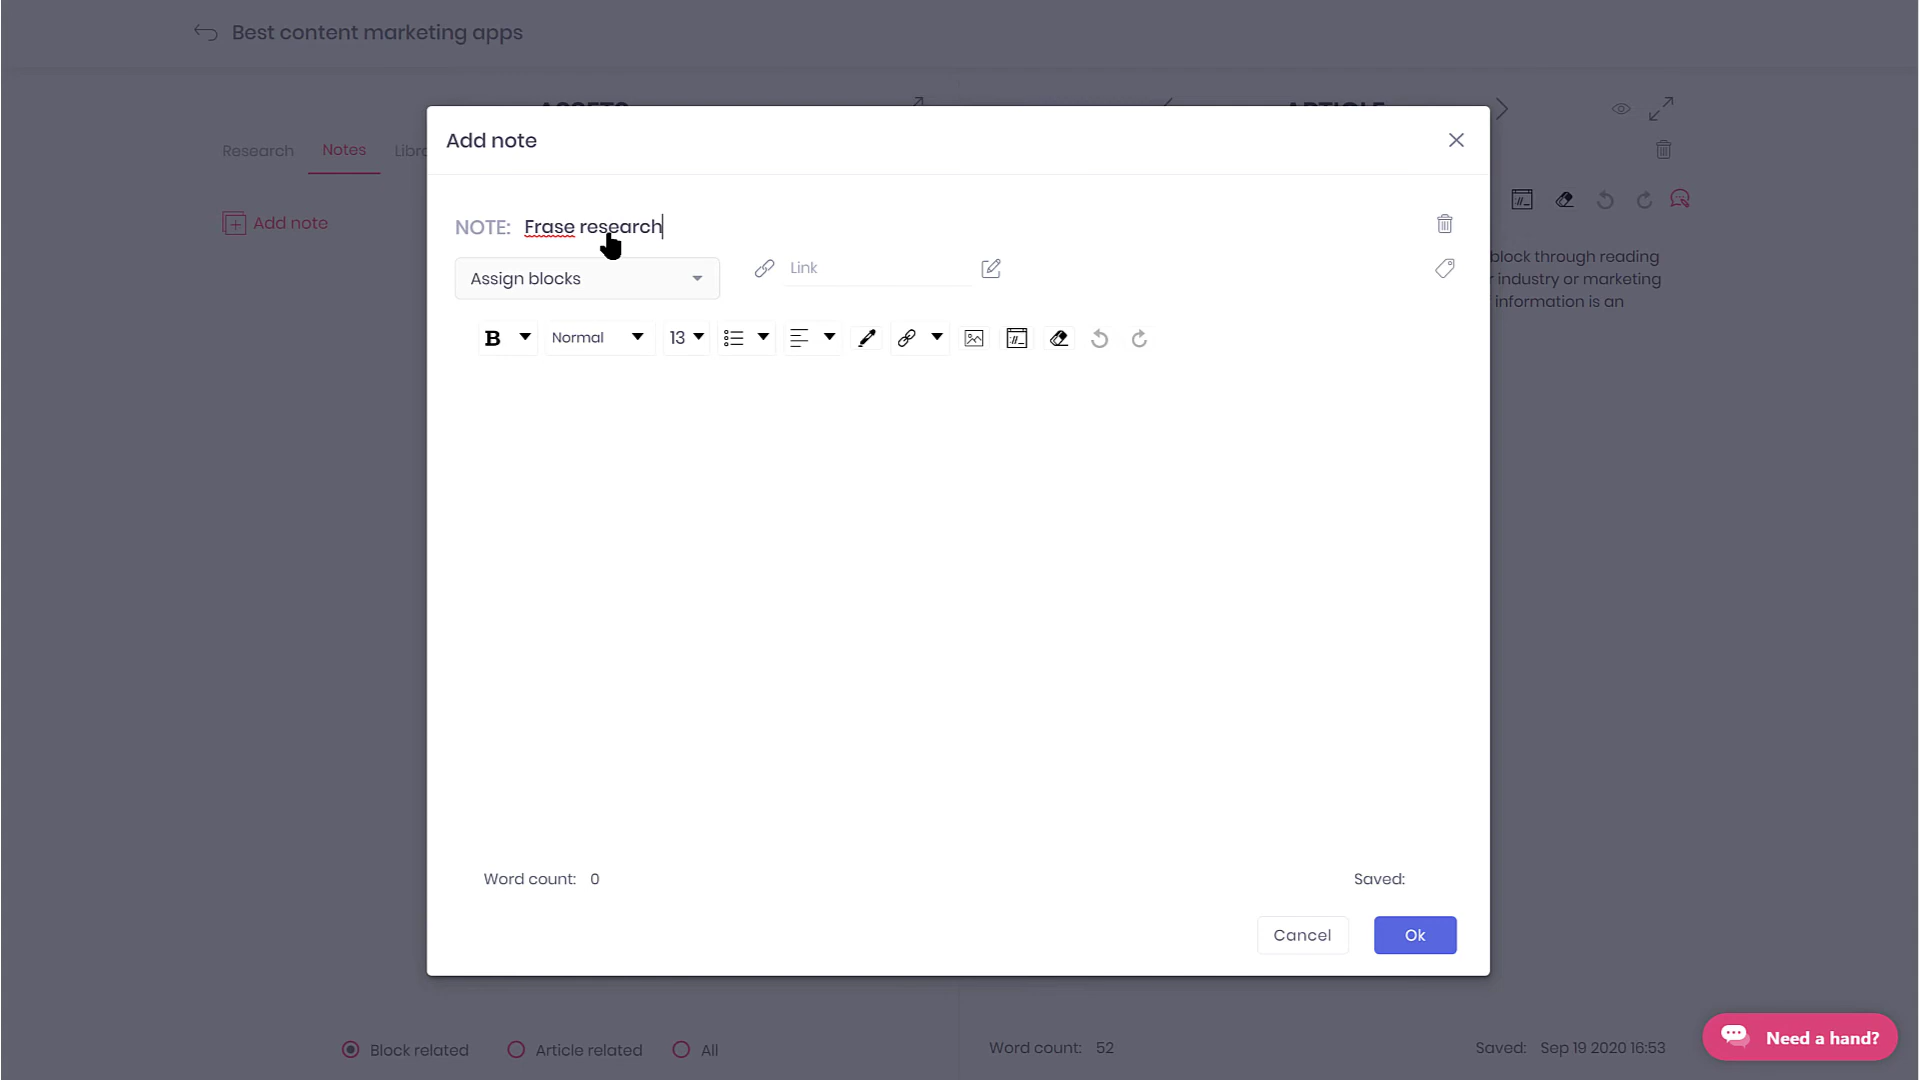 Best content marketing apps
ASSETS
ARTICLE
Research
Notes
Add note
Add note
NOTE: Frase research
Assign blocks
Link
B
Normal
13
block through reading
industry or marketing
information is an
Word count: 0
Saved:
Cancel
Ok
Block related
Article related
All
Word count: 52
Saved: Sep 19 2020 16:53
Need a hand?